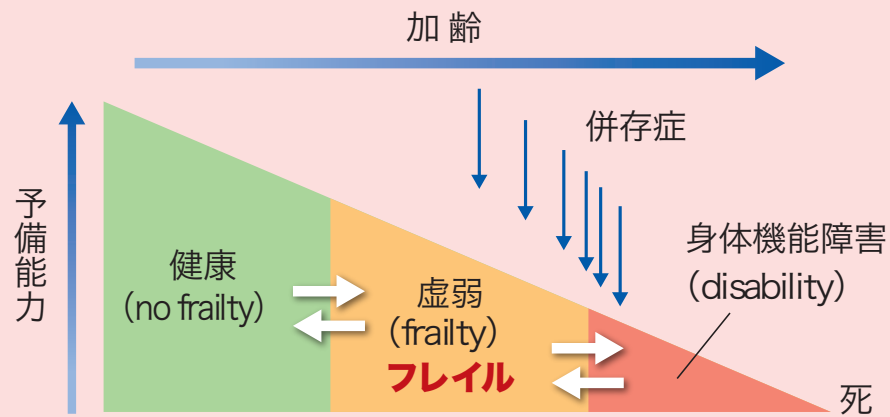 加齢
併存症
予備能力
身体機能障害
（disability）
健康
（no frailty）
虚弱
（frailty）
フレイル
死